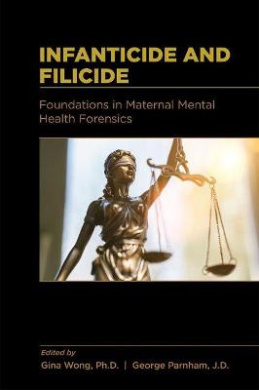 INFANTICIDE AND
FILICIDE
Foundations in Maternal Mental
Health Forensics
Edited by
Gina Wong, Ph.D. | George Parnham, J.D.